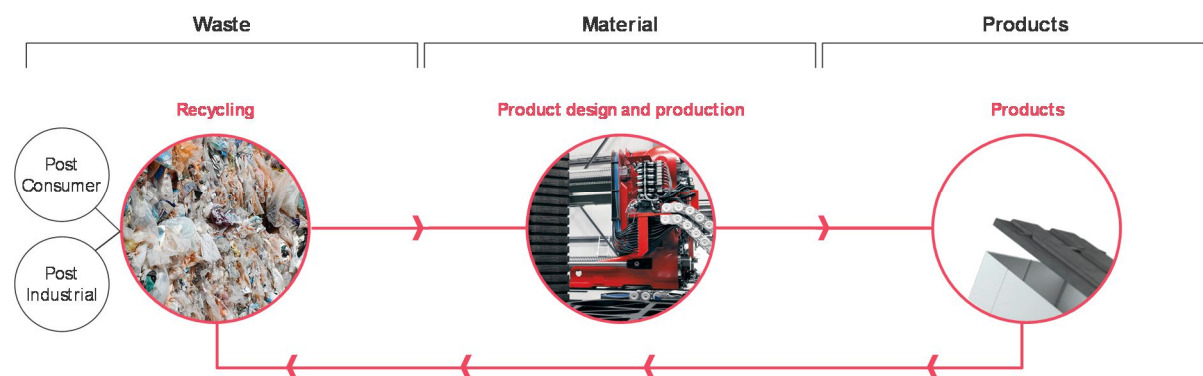 Waste
Material
Products
Recycling
Product design and production
Products
Post
Consumer
Post
Industrial